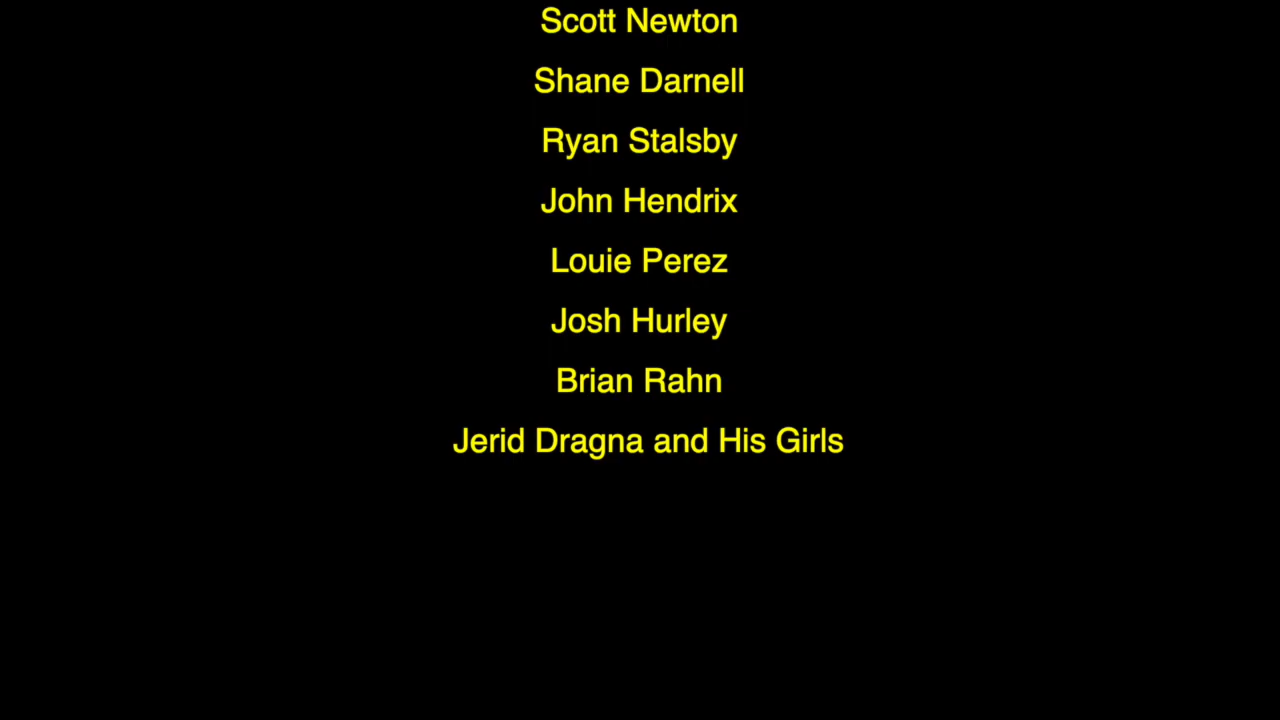 Scott Newton
Shane Darnell
Ryan Stalsby
John Hendrix
Louie Perez
Josh Hurley
Brian Rahn
Jerid Dragna and His Girls